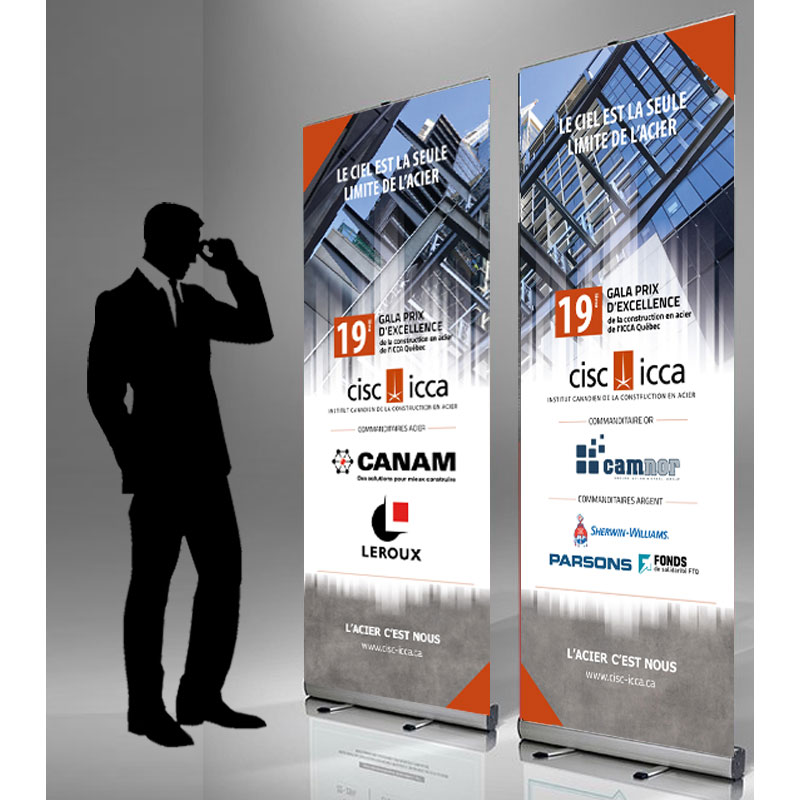 LE CIEL EST LA SEULE
LIMITE DE L'ACIER
19ième
GALA PRIX
D'EXCELLENCE
de la construction en acier
de l'ICCA Québec
cisc icca
INSTITUT CANADIEN DE LA CONSTRUCTION EN ACIER
COMMANDITAIRES ACIER
CANAM
Des solutions pour mieux construire
LEROUX
L'ACIER C'EST NOUS
www.cisc-icca.ca
LE CIEL EST LA SEULE
LIMITE DE L'ACIER
19ième
GALA PRIX
D'EXCELLENCE
de la construction en acier
de l'ICCA Québec
cisc icca
INSTITUT CANADIEN DE LA CONSTRUCTION EN ACIER
COMMANDITAIRE OR
camnor
COMMANDITAIRES ARGENT
SHERWIN-WILLIAMS.
PARSONS
FONDS
de solidarité FTQ
L'ACIER C'EST NOUS
www.cisc-icca.ca